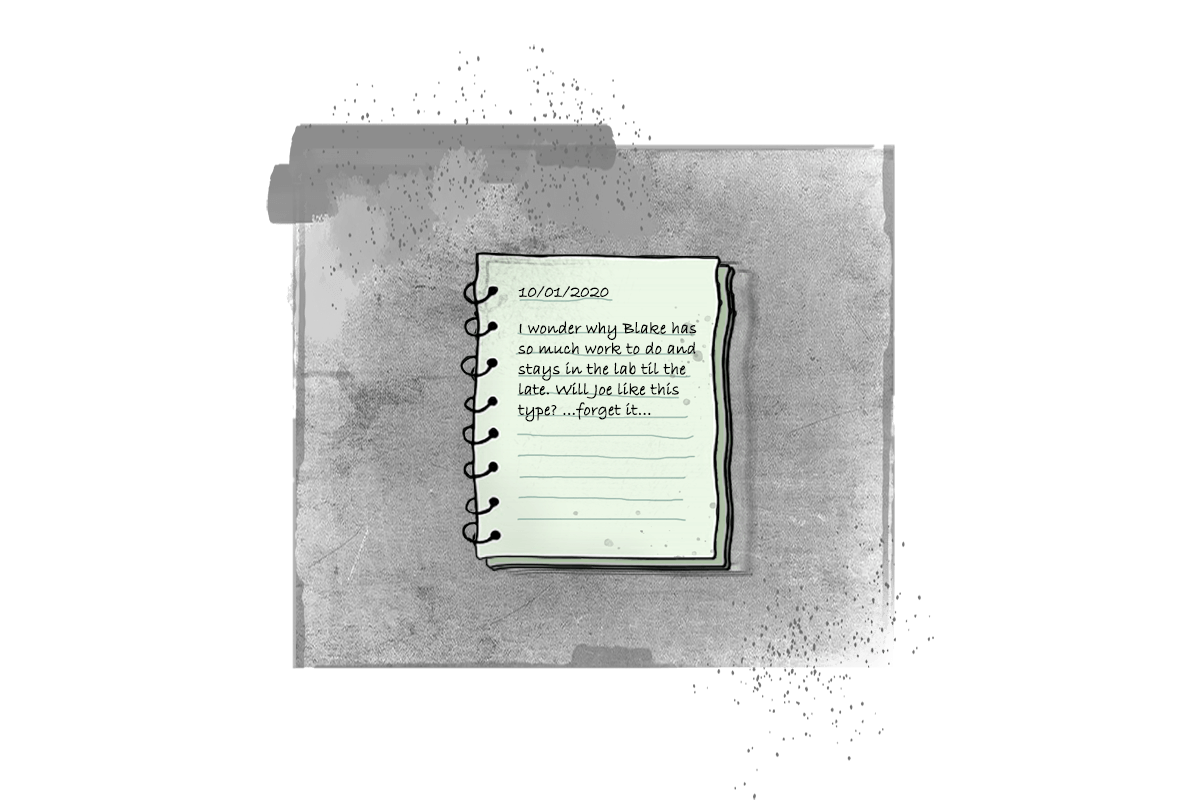 10/01/2020
I wonder why Blake has
so much work to do and
stays in the lab til the
late. Will Joe like this
type? ...forget it...